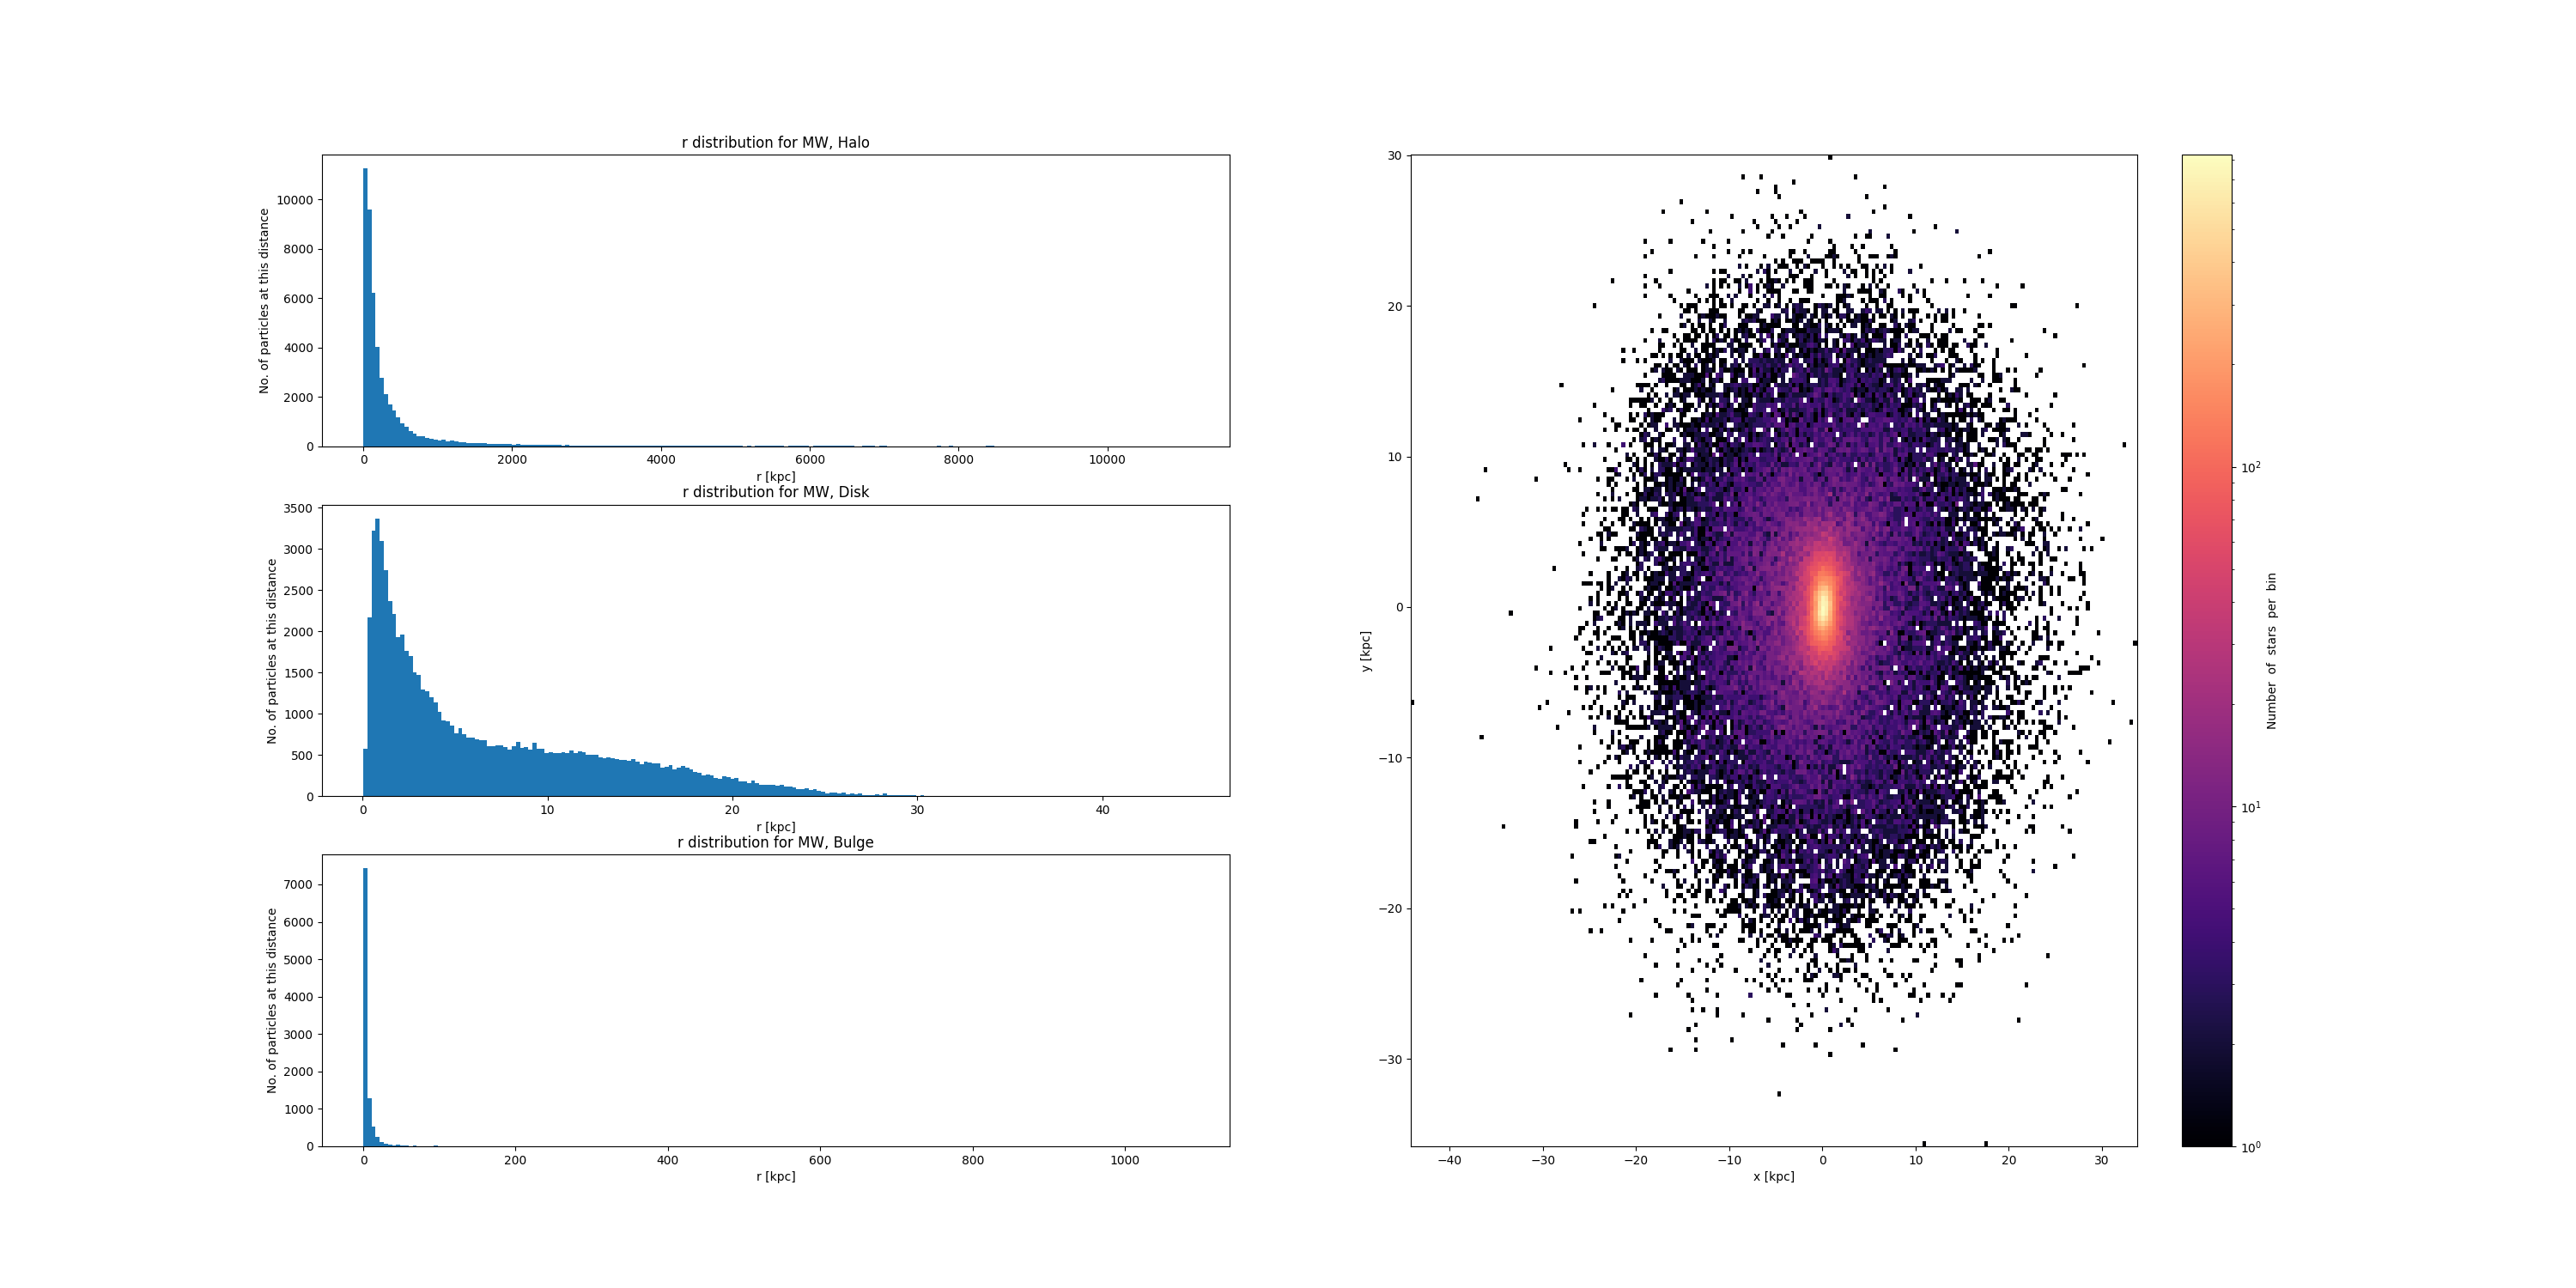 r distribution for MW, Halo
No. of particles at this distance
10000
8000
6000
4000
2000
0
0 2000 4000 6000 8000 10000
r [kpc]
r distribution for MW, Disk
No. of particles at this distance
3500
3000
2500
2000
1500
1000
500
0
0 10 20 30 40
r [kpc]
r distribution for MW, Bulge
No. of particles at this distance
7000
6000
5000
4000
3000
2000
1000
0
0 200 400 600 800 1000
r [kpc]
y [kpc]
30
20
10
0
−10
−20
−30
−40 −30 −20 −10 0 10 20 30
x [kpc]
10²
10¹
10⁰
Number of stars per bin